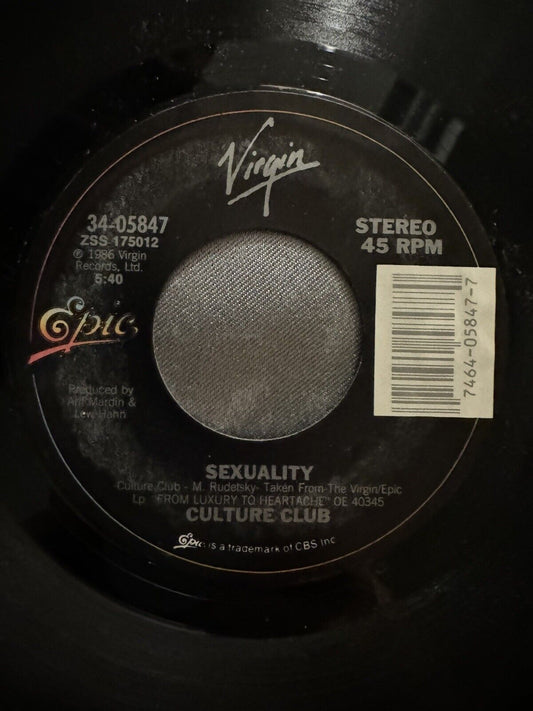 Virgin
34-05847
ZSS 175012
℗ 1986 Virgin
Records, Ltd.
5:40
STEREO
45 RPM
Epic
7464-05847-7
Produced by
Arif Mardin &
Lew Hahn
SEXUALITY
Culture Club - M. Rudetsky- Taken From The Virgin/Epic
Lp "FROM LUXURY TO HEARTACHE" OE 40345
CULTURE CLUB
Epic is a trademark of CBS Inc